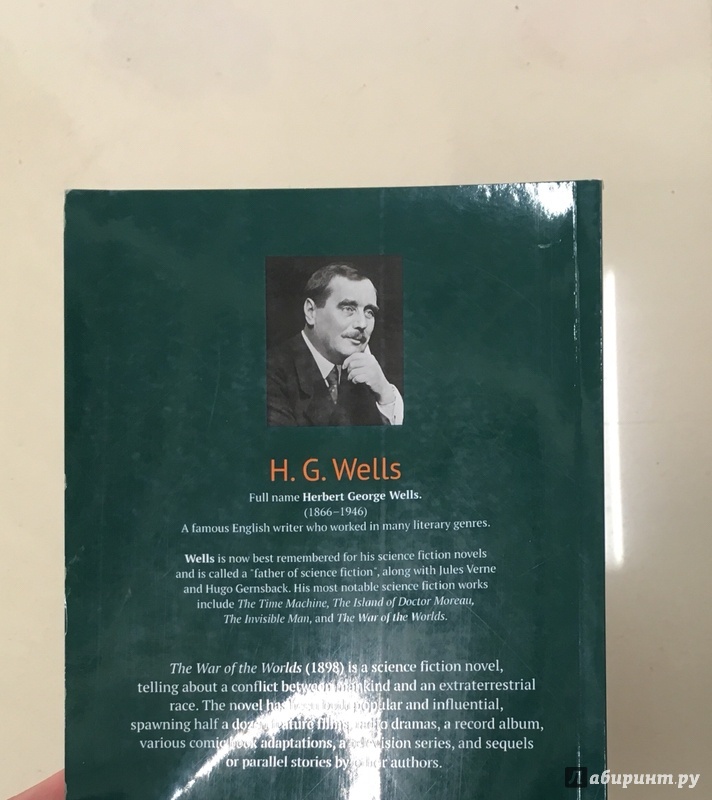 H. G. Wells
Full name Herbert George Wells.
(1866–1946)
A famous English writer who worked in many literary genres.
Wells is now best remembered for his science fiction novels
and is called a "father of science fiction", along with Jules Verne
and Hugo Gernsback. His most notable science fiction works
include The Time Machine, The Island of Doctor Moreau,
The Invisible Man, and The War of the Worlds.
The War of the Worlds (1898) is a science fiction novel,
telling about a conflict between mankind and an extraterrestrial
race. The novel has been both popular and influential,
spawning half a dozen feature films, radio dramas, a record album,
various comic book adaptations, a television series, and sequels
or parallel stories by other authors.
Лабиринт.ру